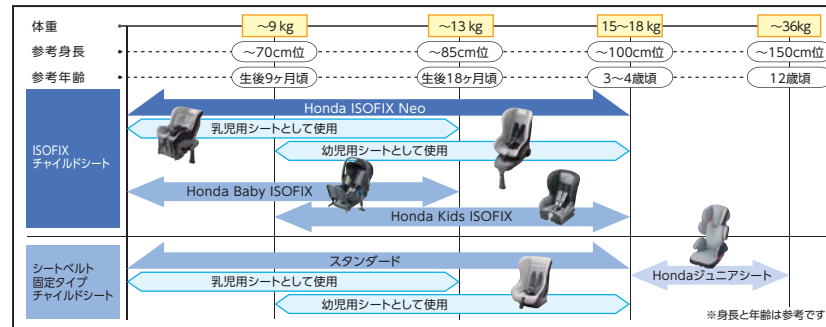 体重 ～9 kg ～13 kg 15～18 kg ～36kg
参考身長 ～70cm位 ～85cm位 ～100cm位 ～150cm位
参考年齢 生後9ヶ月頃 生後18ヶ月頃 3～4歳頃 12歳頃
ISOFIX
チャイルドシート
Honda ISOFIX Neo
乳児用シートとして使用
幼児用シートとして使用
Honda Baby ISOFIX
Honda Kids ISOFIX
シートベルト
固定タイプ
チャイルドシート
スタンダード
乳児用シートとして使用
幼児用シートとして使用
Hondaジュニアシート
※身長と年齢は参考です